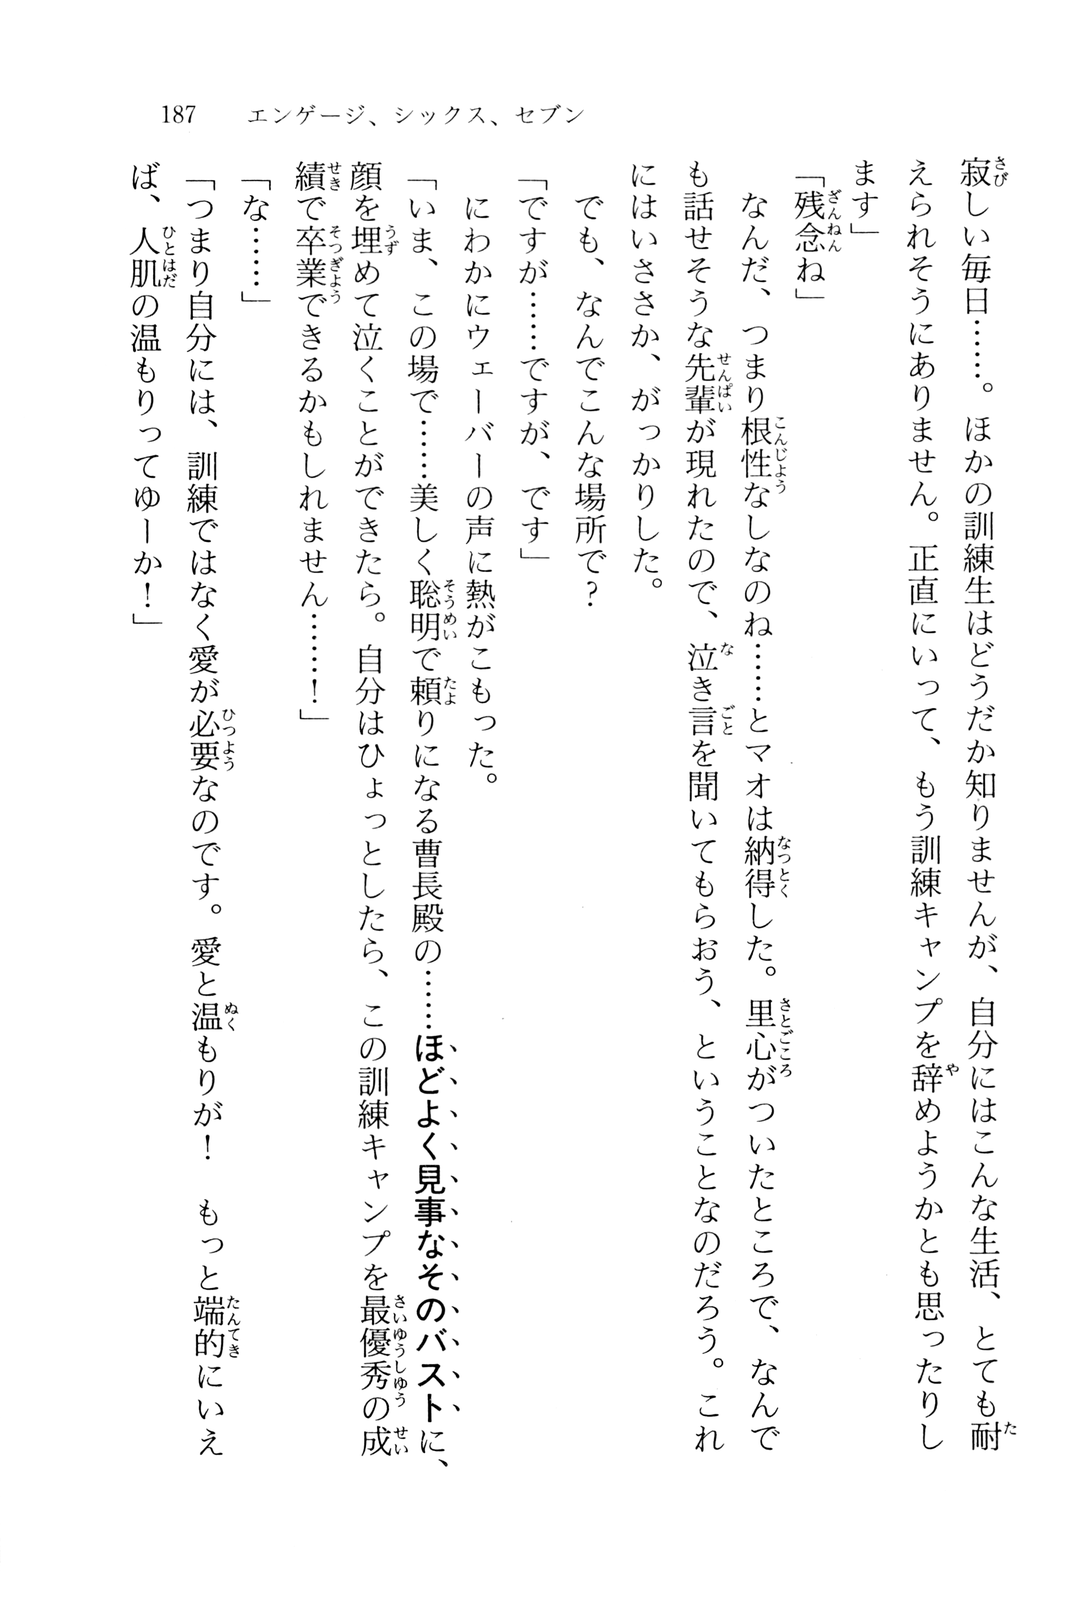 187　エンゲージ、シックス、セブン
寂しい毎日……。ほかの訓練生はどうだか知りませんが、自分にはこんな生活、とても耐
えられそうにありません。正直にいって、もう訓練キャンプを辞めようかとも思ったりし
ます」
「残念ね」
　なんだ、つまり根性なしなのね……とマオは納得した。里心がついたところで、なんで
も話せそうな先輩が現れたので、泣き言を聞いてもらおう、ということなのだろう。これ
にはいささか、がっかりした。
　でも、なんでこんな場所で？
「ですが……ですが、です」
　にわかにウェーバーの声に熱がこもった。
「いま、この場で……美しく聡明で頼りになる曹長殿の……ほどよく見事なそのバストに、
顔を埋めて泣くことができたら。自分はひょっとしたら、この訓練キャンプを最優秀の成
績で卒業できるかもしれません……！」
「な……」
「つまり自分には、訓練ではなく愛が必要なのです。愛と温もりが！　もっと端的にいえ
ば、人肌の温もりってゆーか！」